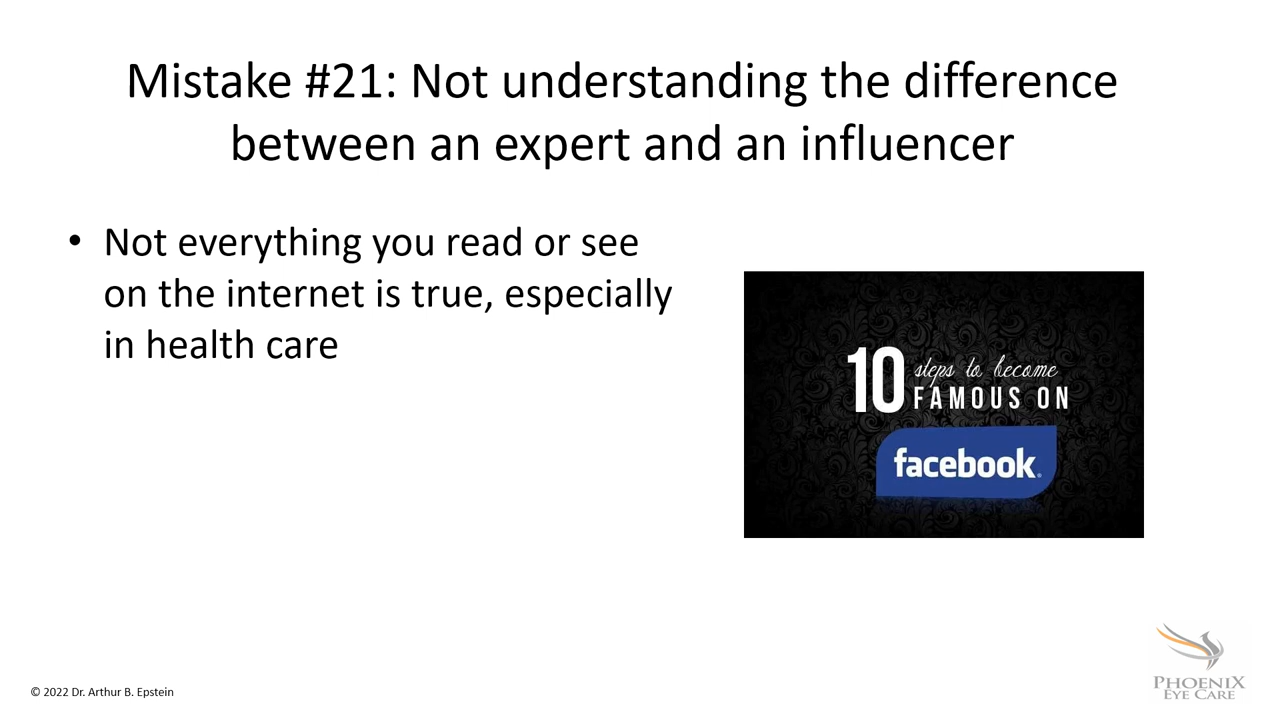 Mistake #21: Not understanding the difference
between an expert and an influencer
• Not everything you read or see
on the internet is true, especially
in health care
10 steps to become
FAMOUS ON
facebook.
© 2022 Dr. Arthur B. Epstein
PHOENIX
EYE CARE